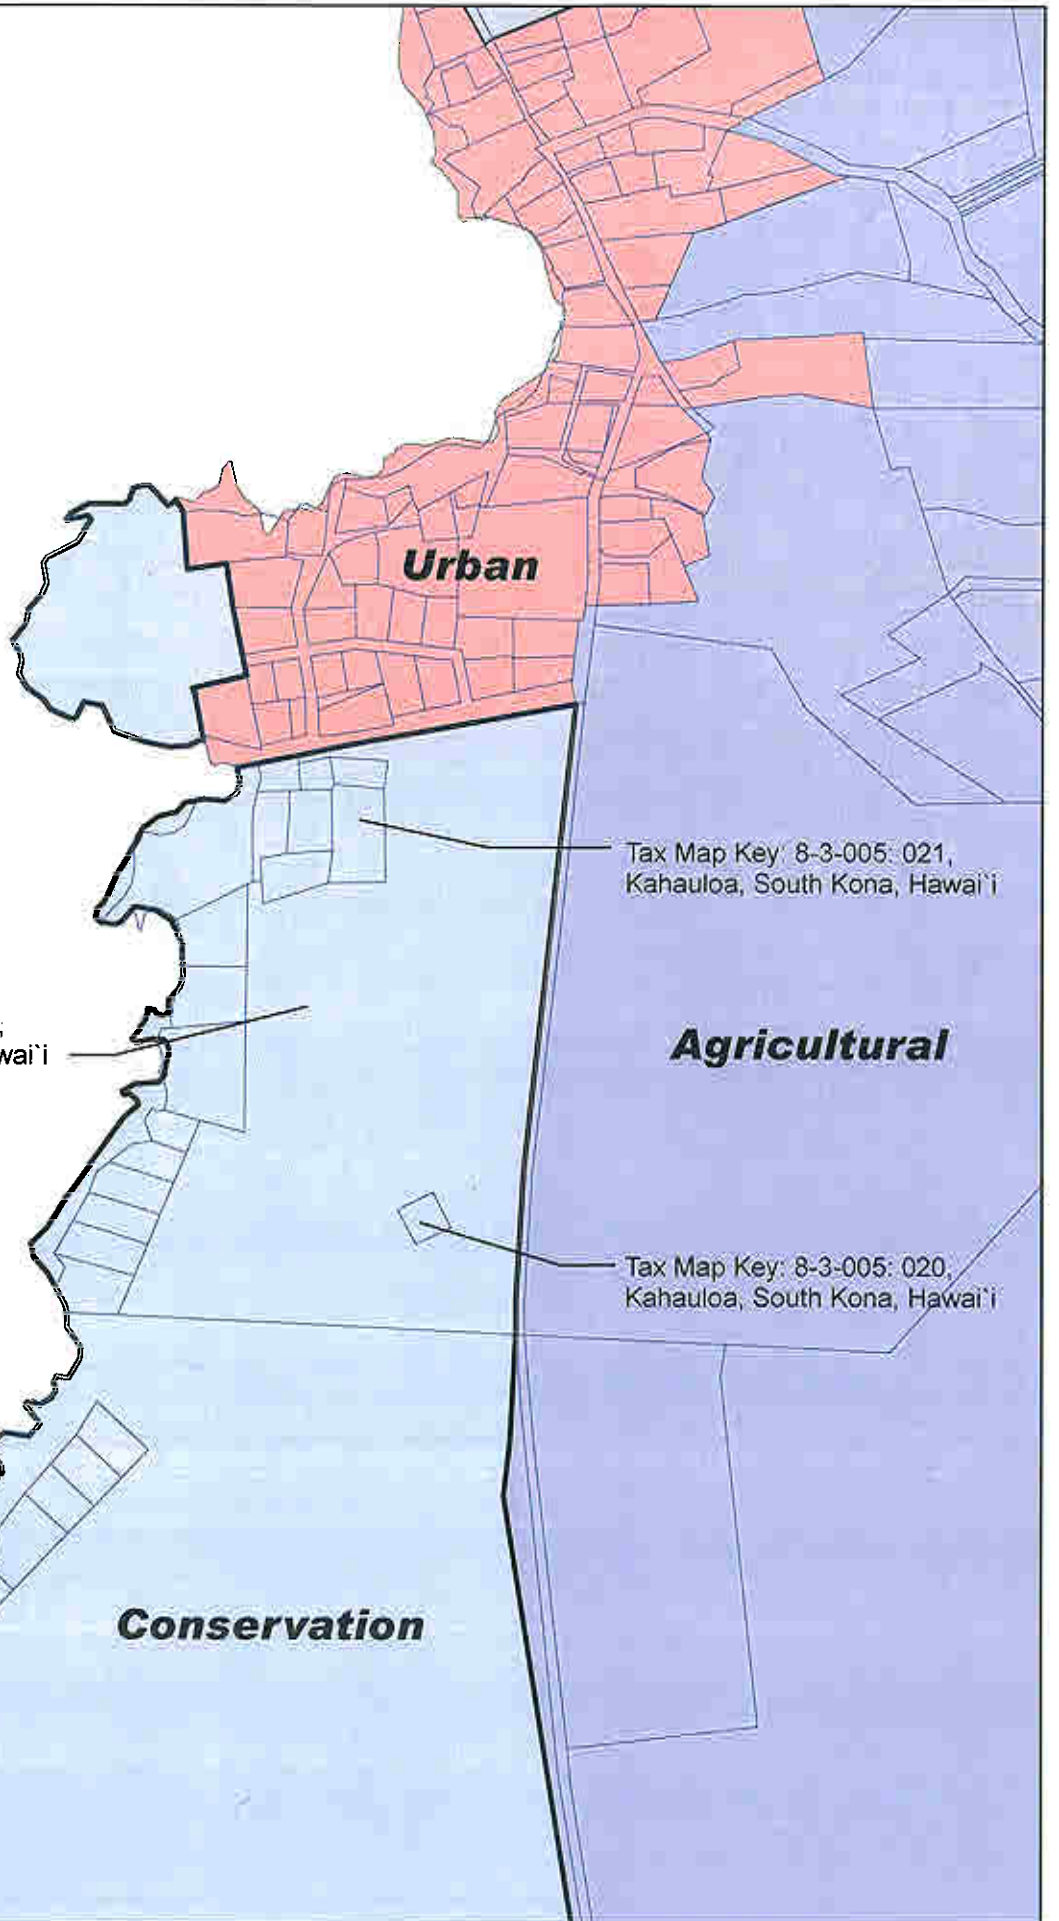 Urban
Tax Map Key: 8-3-005: 021,
Kahauloa, South Kona, Hawai`i
Agricultural
wai`i
Tax Map Key: 8-3-005: 020,
Kahauloa, South Kona, Hawai`i
Conservation